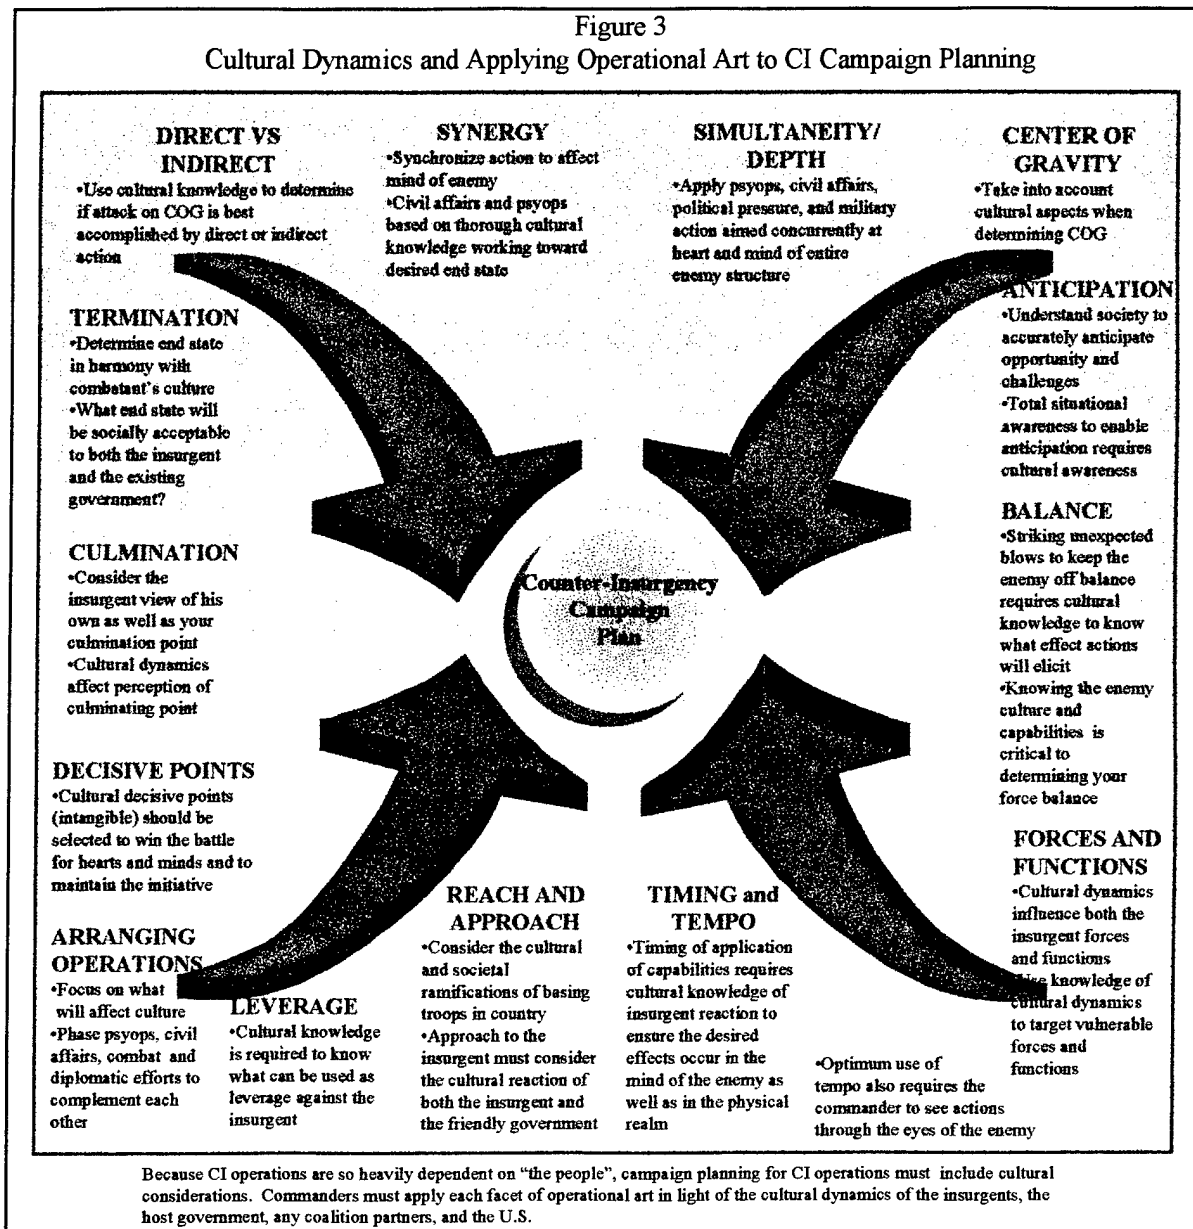 Figure 3
Cultural Dynamics and Applying Operational Art to CI Campaign Planning
DIRECT VS
INDIRECT
•Use cultural knowledge to determine
if attack on COG is best
accomplished by direct or indirect
action
SYNERGY
•Synchronize action to affect
mind of enemy
•Civil affairs and psyops
based on thorough cultural
knowledge working toward
desired end state
SIMULTANEITY/
DEPTH
•Apply psyops, civil affairs,
political pressure, and military
action aimed concurrently at
heart and mind of entire
enemy structure
CENTER OF
GRAVITY
•Take into account
cultural aspects when
determining COG
TERMINATION
•Determine end state
in harmony with
combatant's culture
•What end state will
be socially acceptable
to both the insurgent
and the existing
government?
ANTICIPATION
•Understand society to
accurately anticipate
opportunity and
challenges
•Total situational
awareness to enable
anticipation requires
cultural awareness
CULMINATION
•Consider the
insurgent view of his
own as well as your
culmination point
•Cultural dynamics
affect perception of
culminating point
Counter-Insurgency
Campaign
Plan
BALANCE
•Striking unexpected
blows to keep the
enemy off balance
requires cultural
knowledge to know
what effect actions
will elicit
•Knowing the enemy
culture and
capabilities is
critical to
determining your
force balance
DECISIVE POINTS
•Cultural decisive points
(intangible) should be
selected to win the battle
for hearts and minds and to
maintain the initiative
ARRANGING
OPERATIONS
•Focus on what
will affect culture
•Phase psyops, civil
affairs, combat and
diplomatic efforts to
complement each
other
LEVERAGE
•Cultural knowledge
is required to know
what can be used as
leverage against the
insurgent
REACH AND
APPROACH
•Consider the cultural
and societal
ramifications of basing
troops in country
•Approach to the
insurgent must consider
the cultural reaction of
both the insurgent and
the friendly government
TIMING and
TEMPO
•Timing of application
of capabilities requires
cultural knowledge of
insurgent reaction to
ensure the desired
effects occur in the
mind of the enemy as
well as in the physical
realm
•Optimum use of
tempo also requires the
commander to see actions
through the eyes of the enemy
FORCES AND
FUNCTIONS
•Cultural dynamics
influence both the
insurgent forces
and functions
•Use knowledge of
cultural dynamics
to target vulnerable
forces and
functions
Because CI operations are so heavily dependent on "the people", campaign planning for CI operations must include cultural
considerations. Commanders must apply each facet of operational art in light of the cultural dynamics of the insurgents, the
host government, any coalition partners, and the U.S.